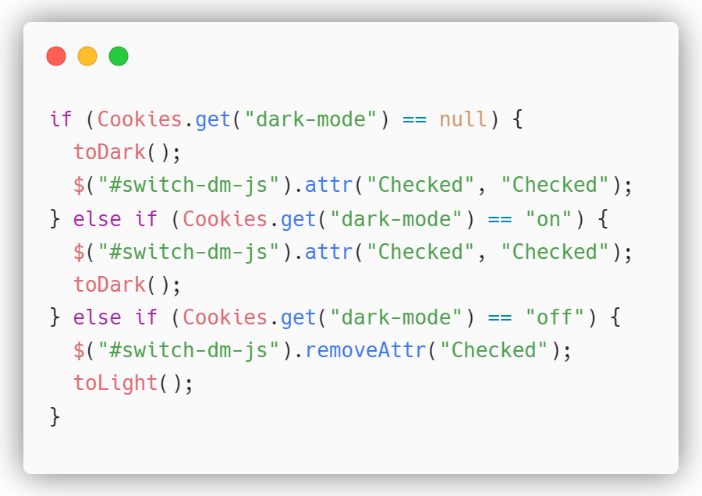 if (Cookies.get("dark-mode") == null) {
  toDark();
  $("#switch-dm-js").attr("Checked", "Checked");
} else if (Cookies.get("dark-mode") == "on") {
  $("#switch-dm-js").attr("Checked", "Checked");
  toDark();
} else if (Cookies.get("dark-mode") == "off") {
  $("#switch-dm-js").removeAttr("Checked");
  toLight();
}